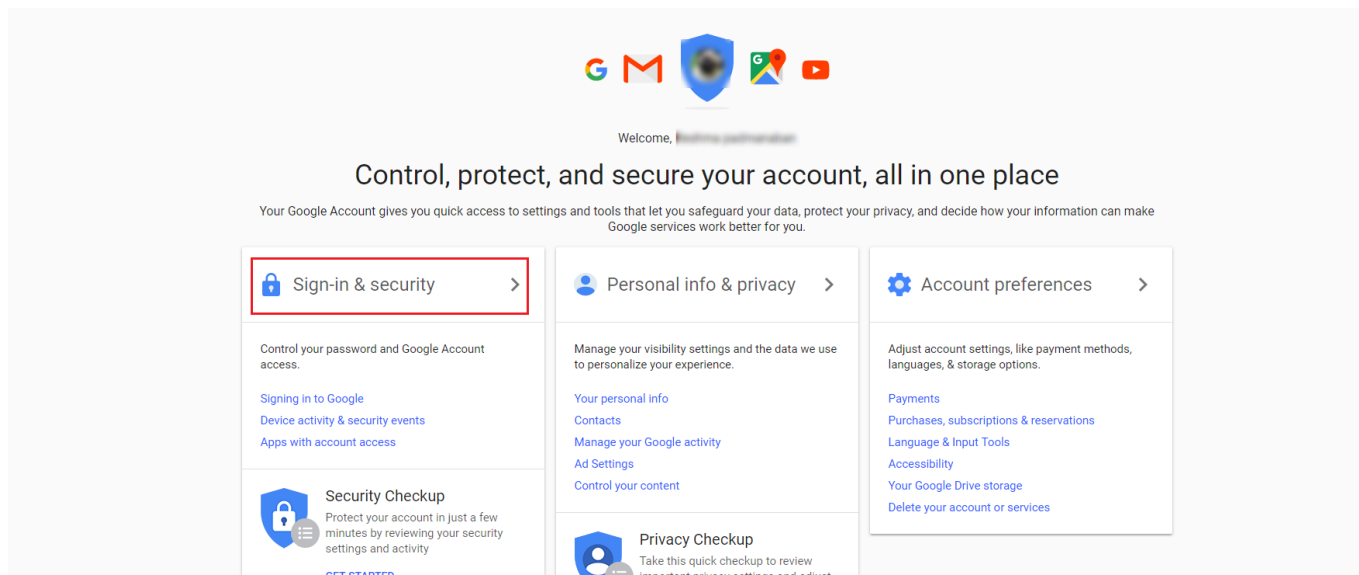 Welcome,
Control, protect, and secure your account, all in one place
Your Google Account gives you quick access to settings and tools that let you safeguard your data, protect your privacy, and decide how your information can make
Google services work better for you.
Sign-in & security
Control your password and Google Account
access.
Signing in to Google
Device activity & security events
Apps with account access
Security Checkup
Protect your account in just a few
minutes by reviewing your security
settings and activity
GET STARTED
Personal info & privacy
Manage your visibility settings and the data we use
to personalize your experience.
Your personal info
Contacts
Manage your Google activity
Ad Settings
Control your content
Privacy Checkup
Take this quick checkup to review
important privacy settings and adjust
Account preferences
Adjust account settings, like payment methods,
languages, & storage options.
Payments
Purchases, subscriptions & reservations
Language & Input Tools
Accessibility
Your Google Drive storage
Delete your account or services